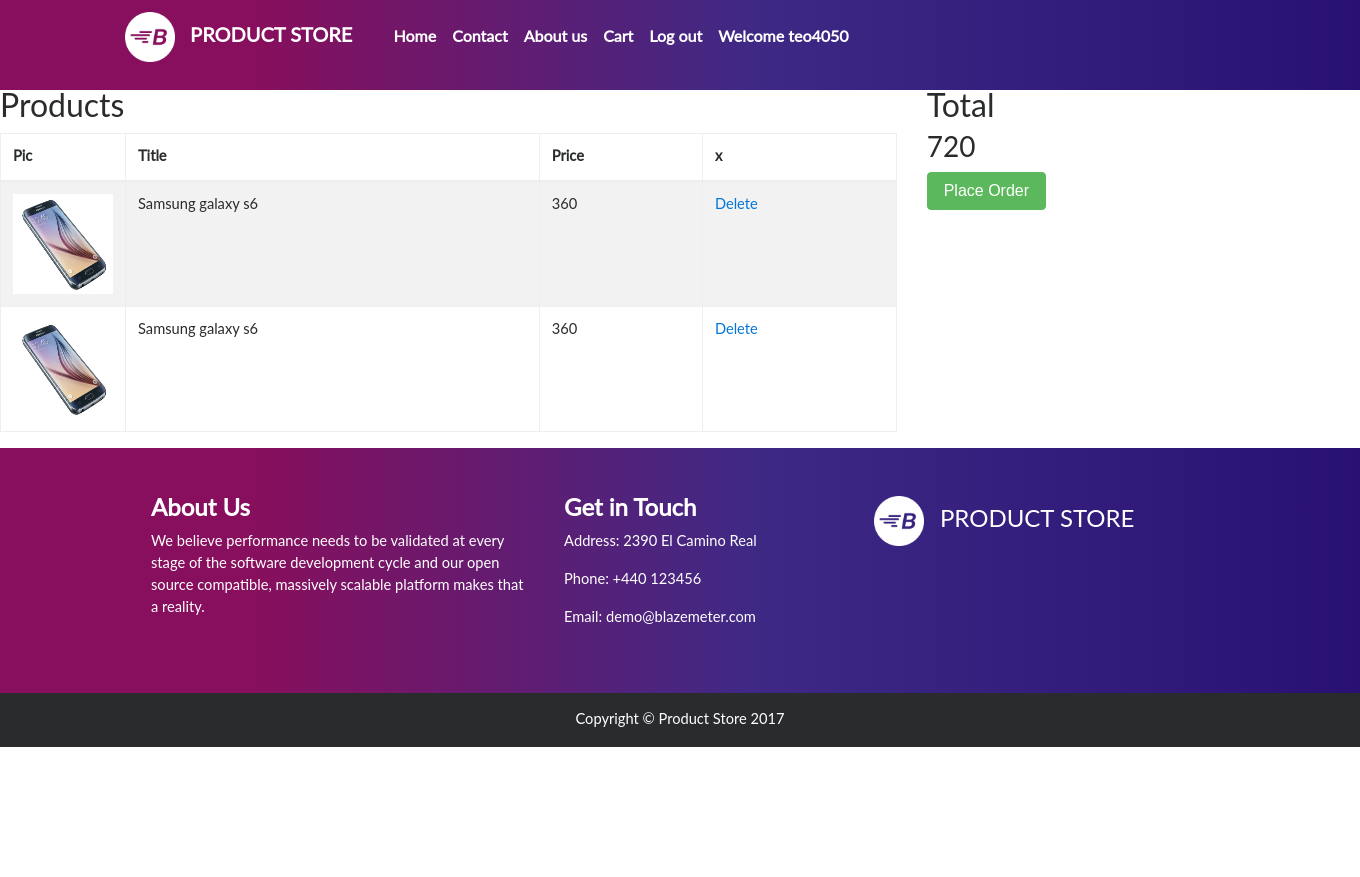 B PRODUCT STORE Home Contact About us Cart Log out Welcome teo4050
Products
Pic Title Price x
Samsung galaxy s6 360 Delete
Samsung galaxy s6 360 Delete
Total
720
Place Order
About Us
We believe performance needs to be validated at every
stage of the software development cycle and our open
source compatible, massively scalable platform makes that
a reality.
Get in Touch
Address: 2390 El Camino Real
Phone: +440 123456
Email: demo@blazemeter.com
B PRODUCT STORE
Copyright © Product Store 2017